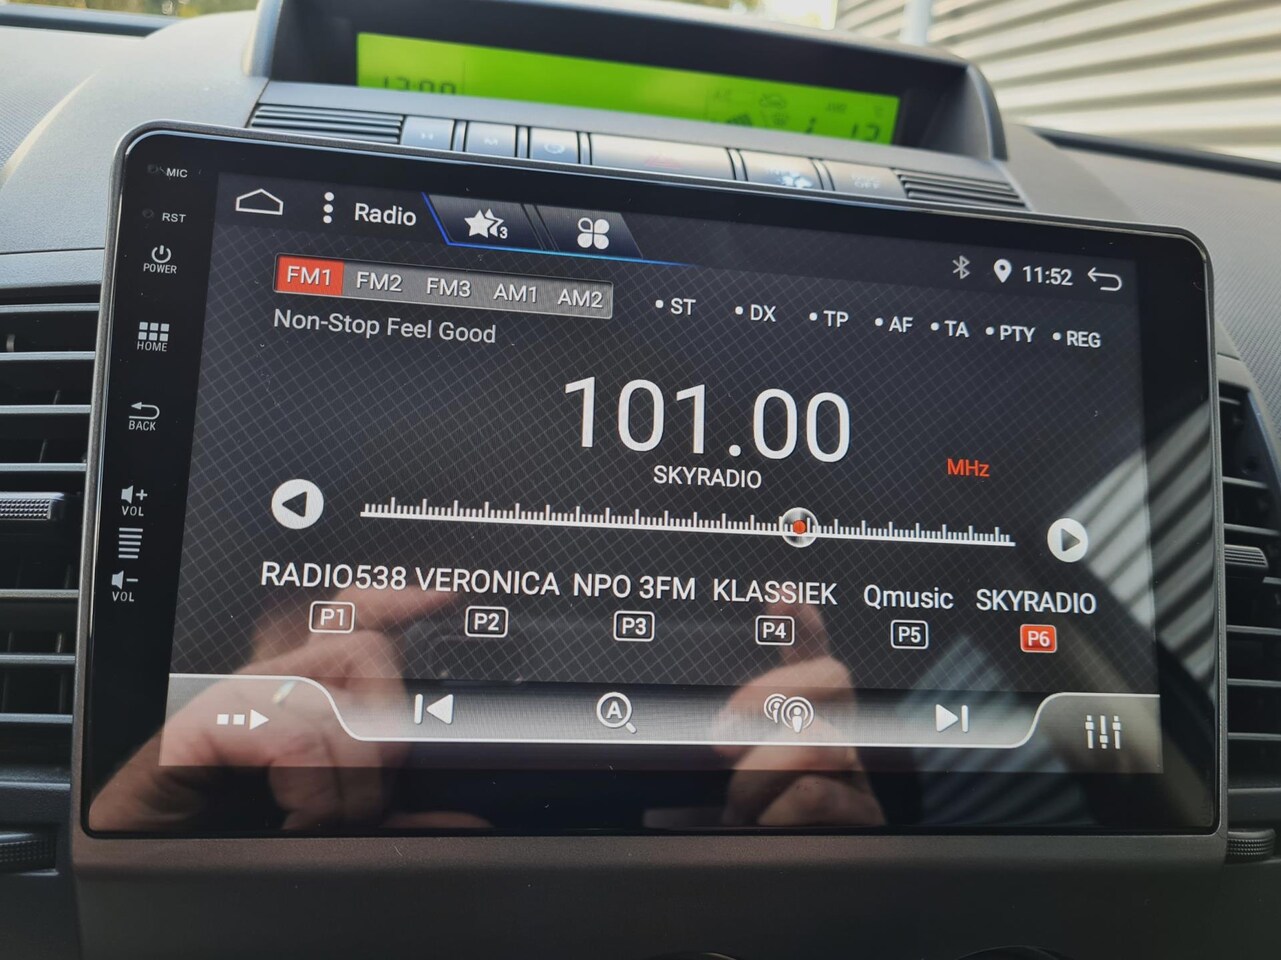 MIC
RST
POWER
HOME
BACK
VOL
VOL
Radio
3
11:52
FM1 FM2 FM3 AM1 AM2
• ST • DX • TP • AF • TA • PTY • REG
Non-Stop Feel Good
101.00
MHz
SKYRADIO
RADIO538 VERONICA NPO 3FM KLASSIEK Qmusic SKYRADIO
P1 P2 P3 P4 P5 P6
A